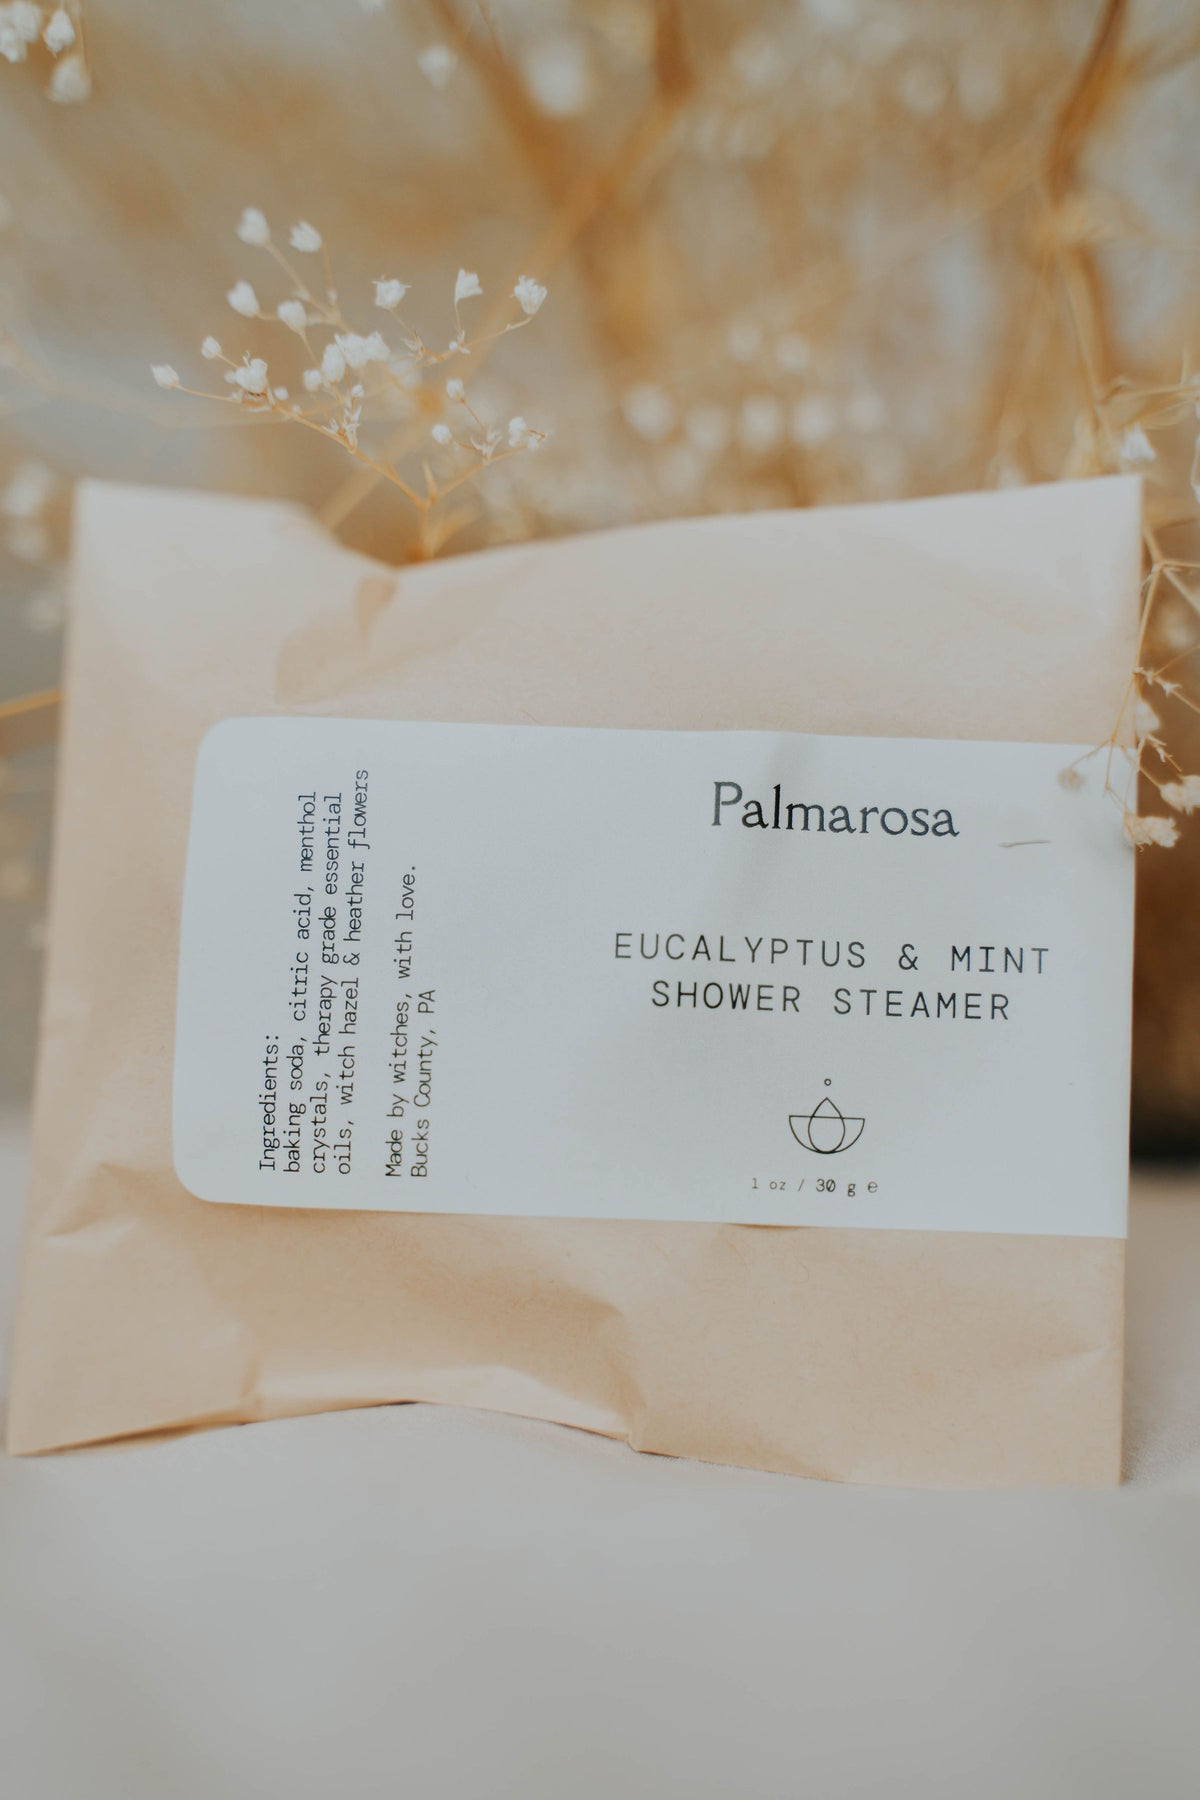 Palmarosa
EUCALYPTUS & MINT
SHOWER STEAMER
1 oz / 30 g e
Ingredients:
baking soda, citric acid, menthol
crystals, therapy grade essential
oils, witch hazel & heather flowers
Made by witches, with love.
Bucks County, PA